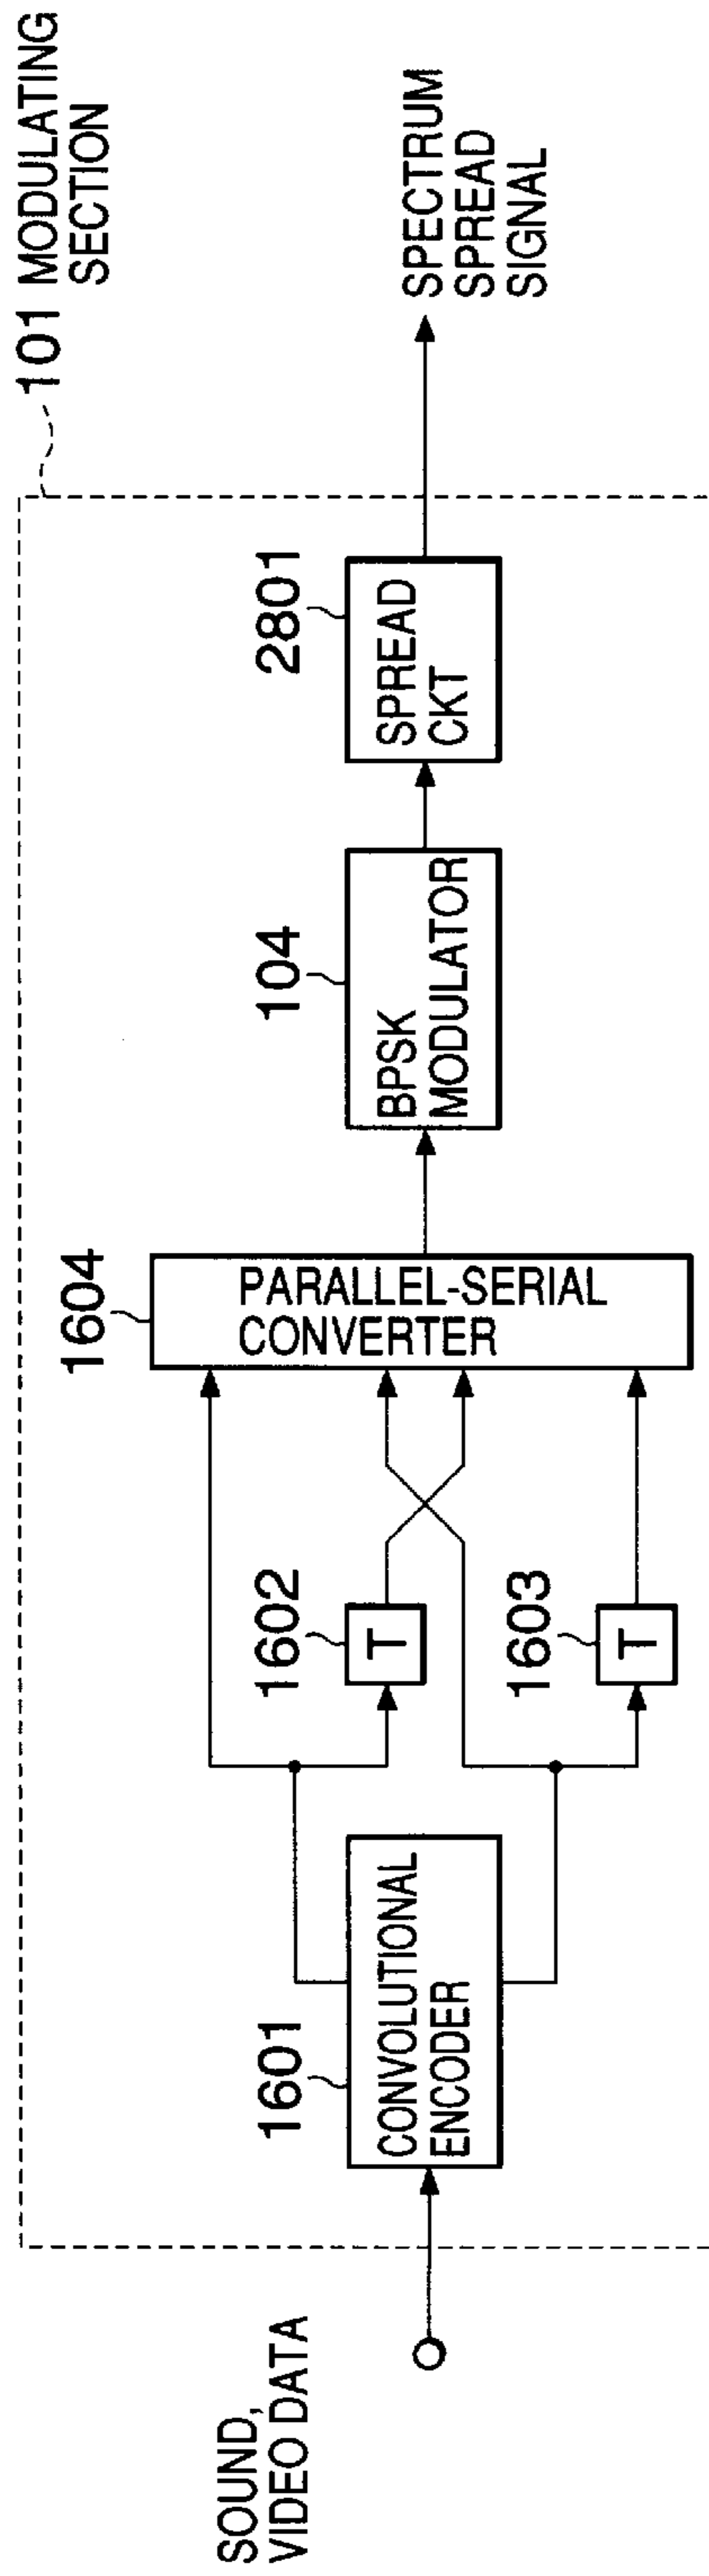 101 MODULATING
SECTION
SOUND,
VIDEO DATA
1601
CONVOLUTIONAL
ENCODER
1602
T
1603
T
1604
PARALLEL-SERIAL
CONVERTER
104
BPSK
MODULATOR
2801
SPREAD
CKT
SPECTRUM
SPREAD
SIGNAL